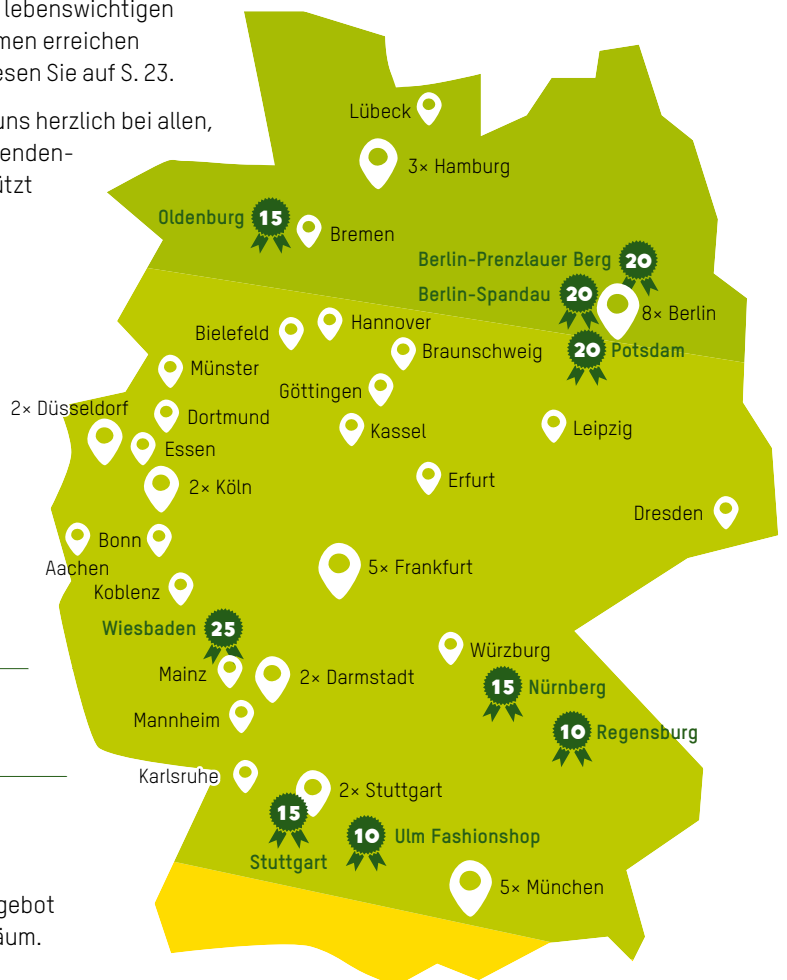 lebenswichtigen
men erreichen
esen Sie auf S. 23.
uns herzlich bei allen,
enden-
ützt
Lübeck
3× Hamburg
Oldenburg 15
Bremen
Berlin-Prenzlauer Berg 20
Berlin-Spandau 20
8× Berlin
20 Potsdam
Hannover
Bielefeld
Braunschweig
Münster
Göttingen
2× Düsseldorf
Dortmund
Kassel
Leipzig
Essen
Erfurt
2× Köln
Dresden
Bonn
Aachen
5× Frankfurt
Koblenz
Wiesbaden 25
Würzburg
Mainz
2× Darmstadt
15 Nürnberg
Mannheim
10 Regensburg
Karlsruhe
2× Stuttgart
15
Stuttgart
10 Ulm Fashionshop
5× München
gebot
äum.